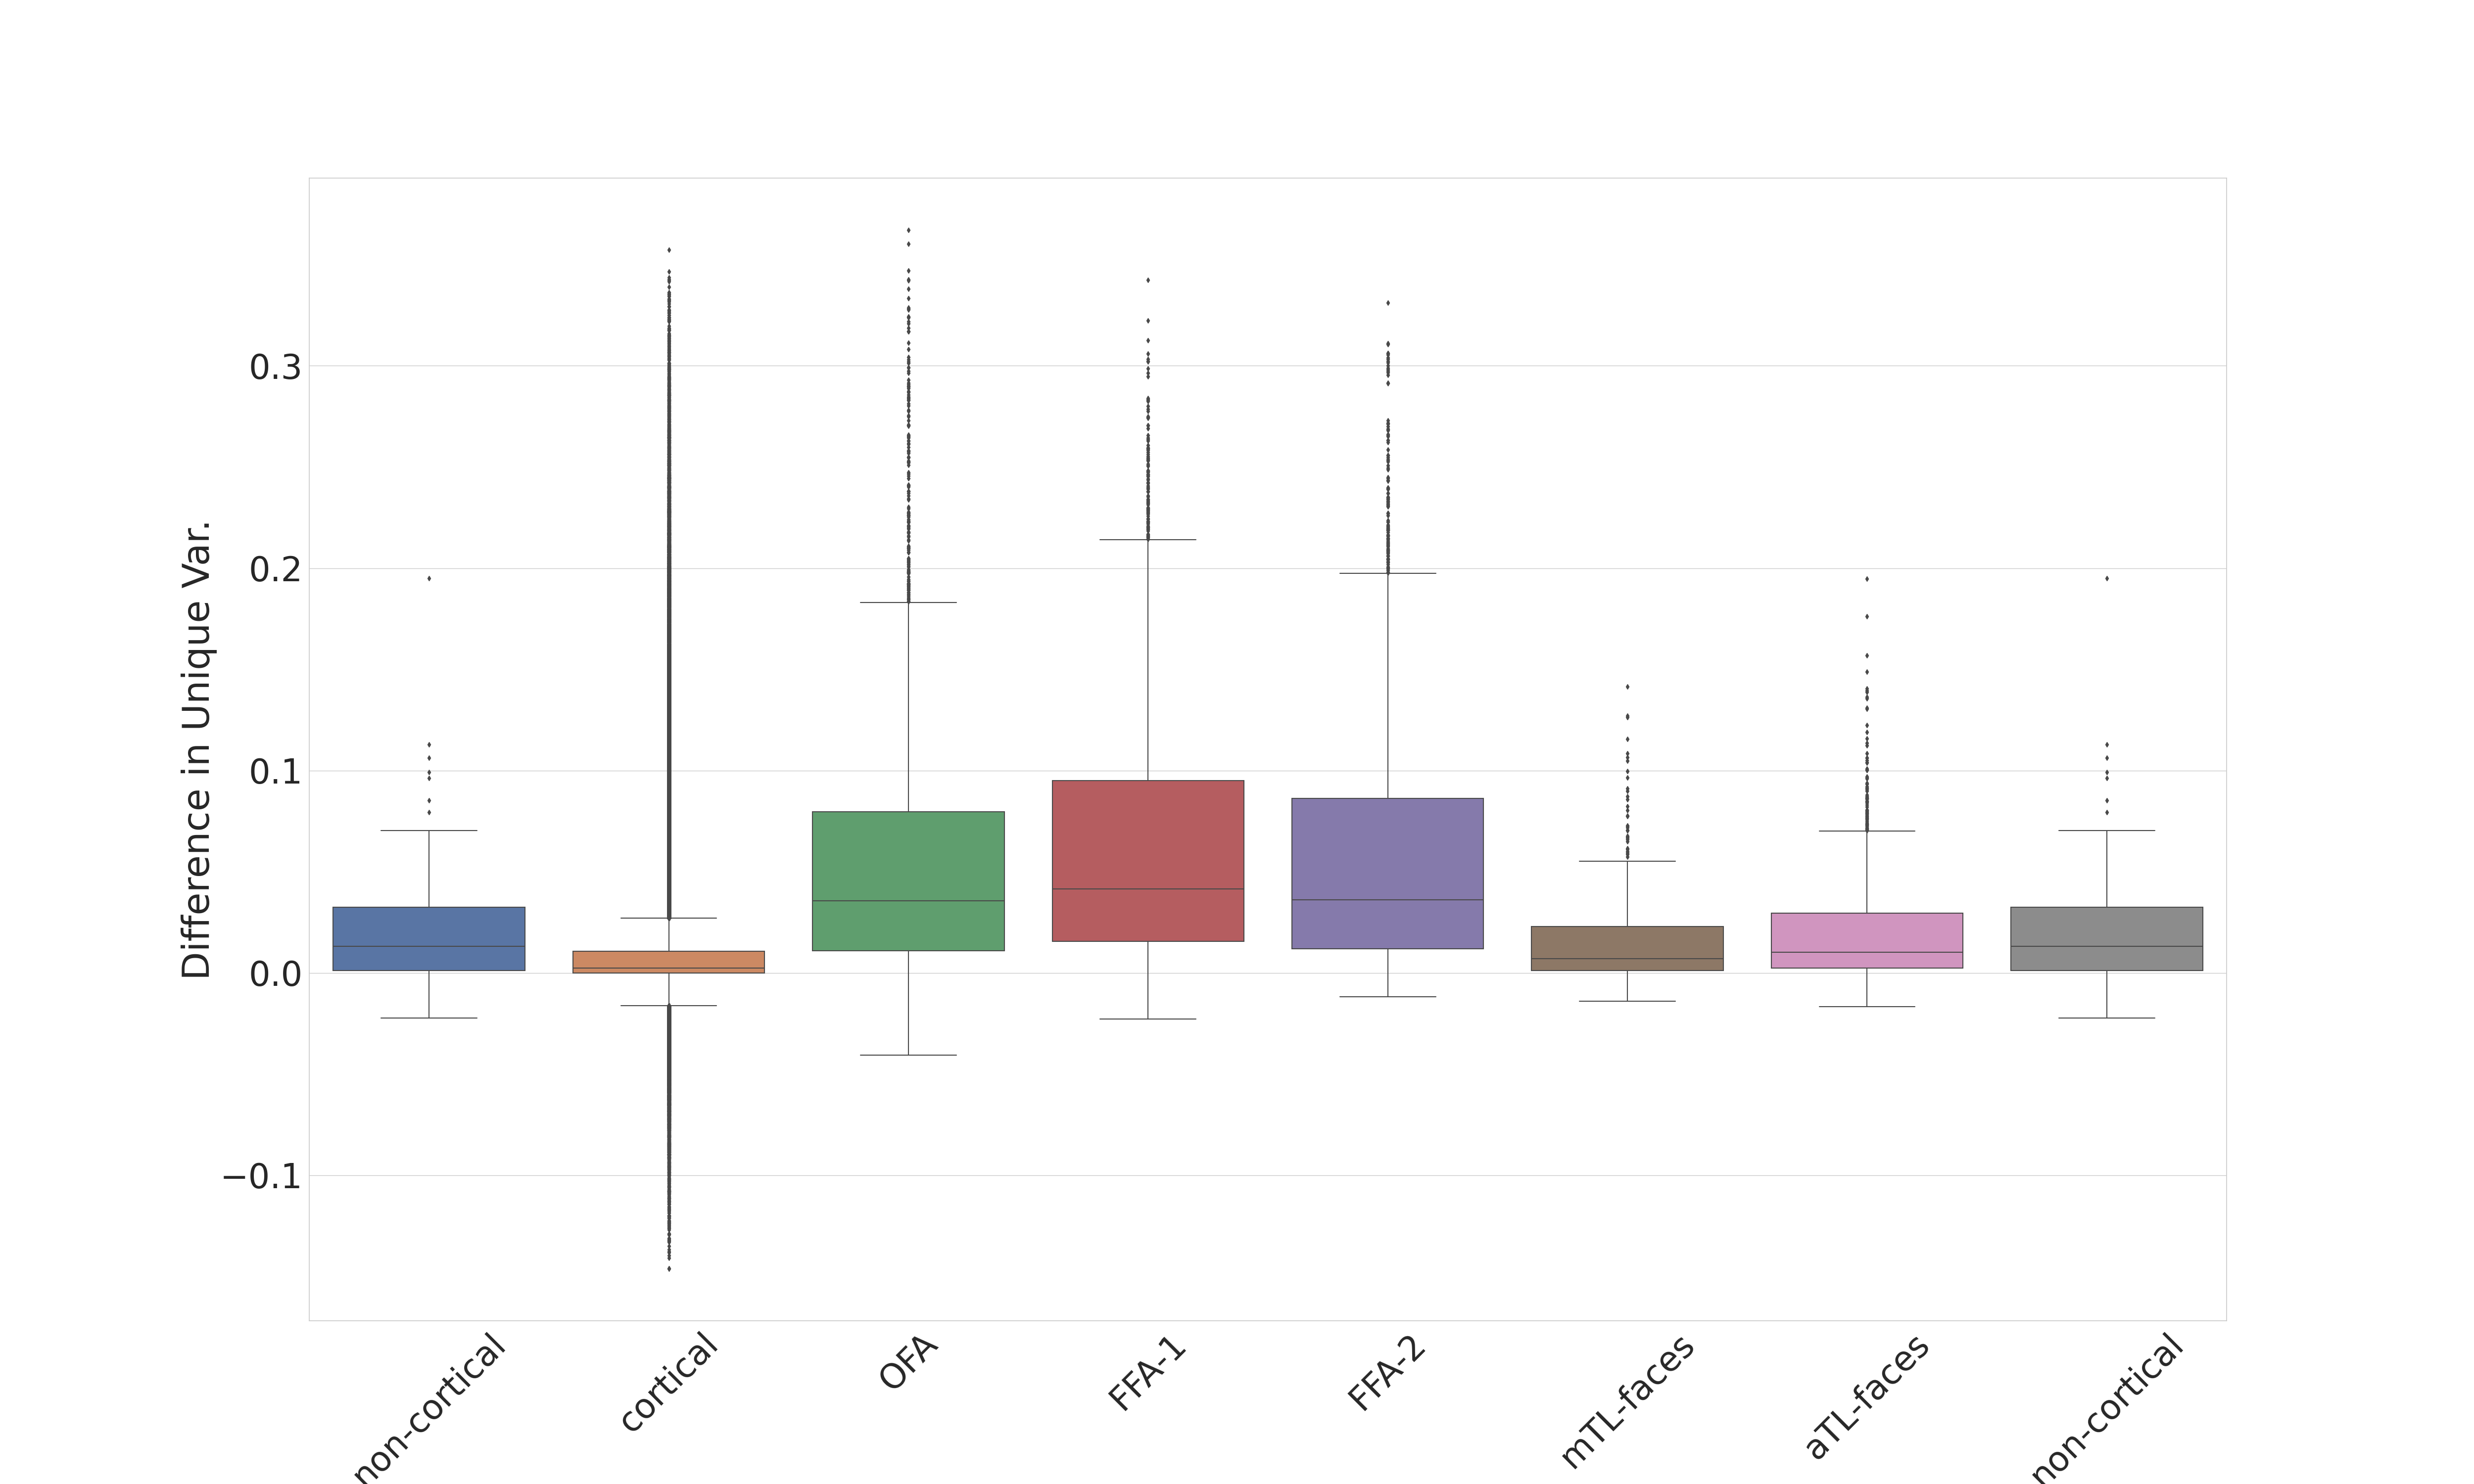 Difference in Unique Var.
0.3
0.2
0.1
0.0
−0.1
non-cortical
cortical
OFA
FFA-1
FFA-2
mTL-faces
aTL-faces
non-cortical